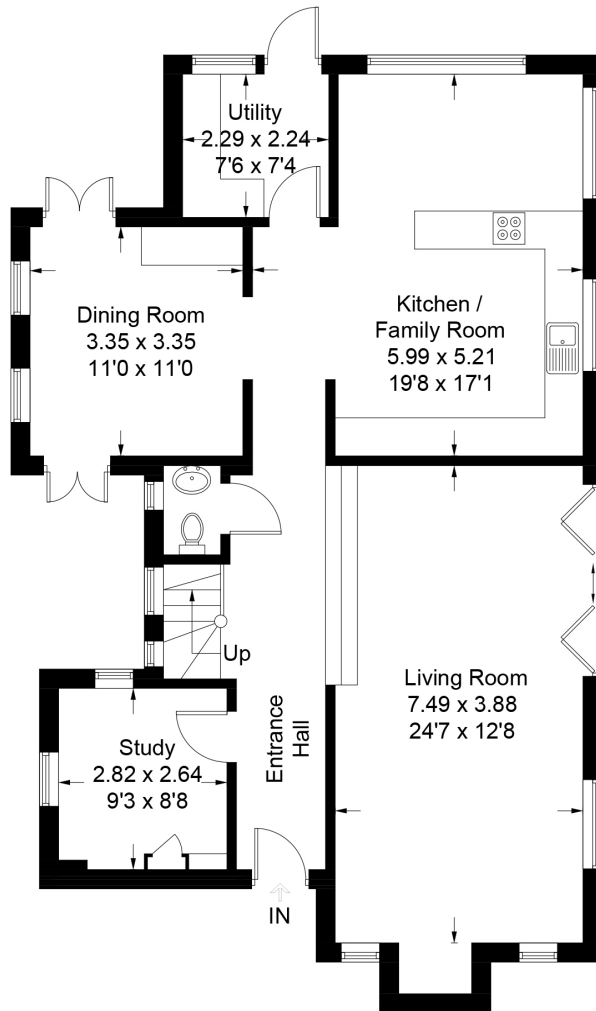 Utility
2.29 x 2.24
7'6 x 7'4
Dining Room
3.35 x 3.35
11'0 x 11'0
Kitchen /
Family Room
5.99 x 5.21
19'8 x 17'1
Up
Living Room
7.49 x 3.88
24'7 x 12'8
Entrance
Hall
Study
2.82 x 2.64
9'3 x 8'8
IN